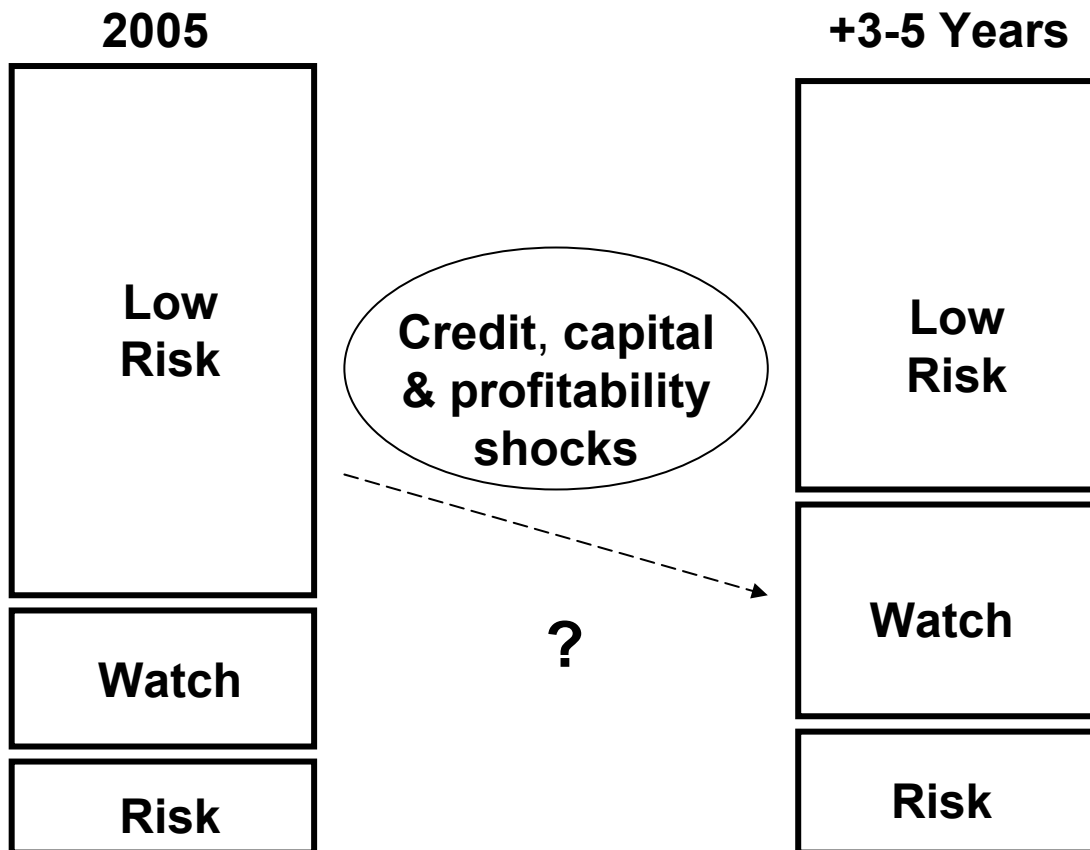 2005
+3-5 Years
Low
Risk
Credit, capital
& profitability
shocks
Low
Risk
?
Watch
Watch
Risk
Risk